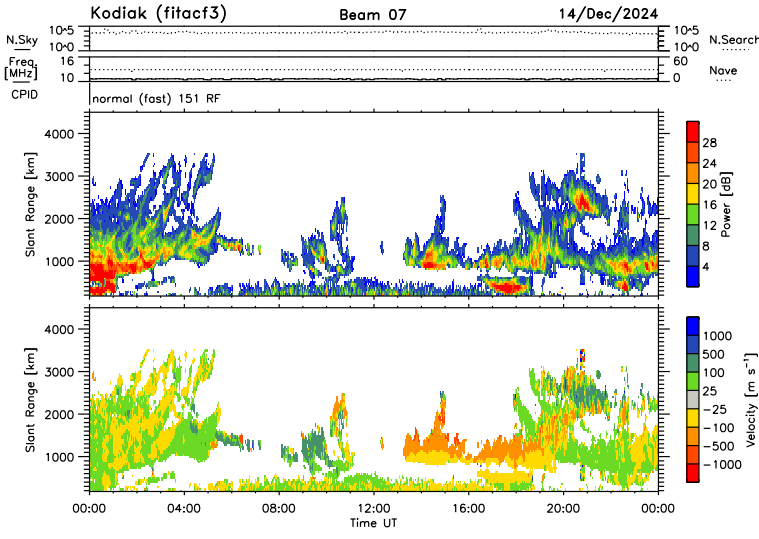 Kodiak (fitacf3) Beam 07 14/Dec/2024
N.Sky 10^5 10^0 10^5 10^0 N.Search
Freq. [MHz] 16 10 60 0 Nave
CPID normal (fast) 151 RF
Slant Range [km] 4000 3000 2000 1000
28 24 20 16 12 8 4 Power [dB]
Slant Range [km] 4000 3000 2000 1000
1000 500 100 25 −25 −100 −500 −1000 Velocity [m s⁻¹]
00:00 04:00 08:00 12:00 16:00 20:00 00:00
Time UT